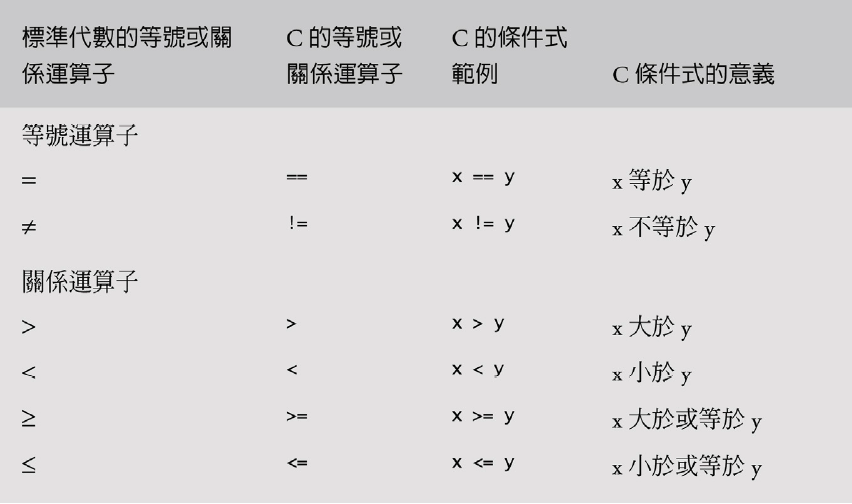 標準代數的等號或關係運算子 C 的等號或關係運算子 C 的條件式範例 C 條件式的意義
等號運算子
= == x == y x 等於 y
≠ != x != y x 不等於 y
關係運算子
> > x > y x 大於 y
< < x < y x 小於 y
≥ >= x >= y x 大於或等於 y
≤ <= x <= y x 小於或等於 y